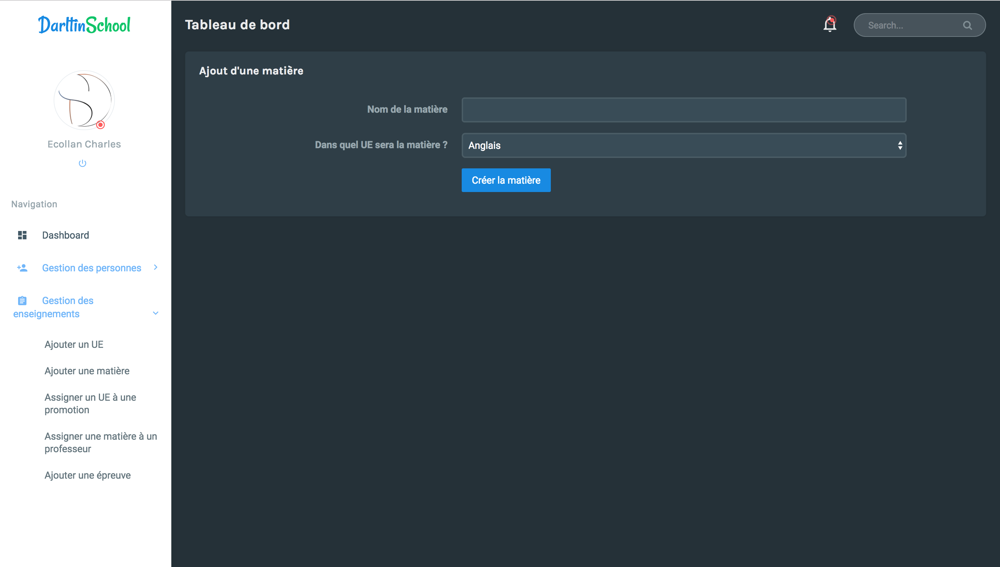 DarttinSchool
Tableau de bord
Search...
Ecollan Charles
Navigation
Dashboard
Gestion des personnes
Gestion des
enseignements
Ajouter un UE
Ajouter une matière
Assigner un UE à une
promotion
Assigner une matière à un
professeur
Ajouter une épreuve
Ajout d'une matière
Nom de la matière
Dans quel UE sera la matière ?
Anglais
Créer la matière